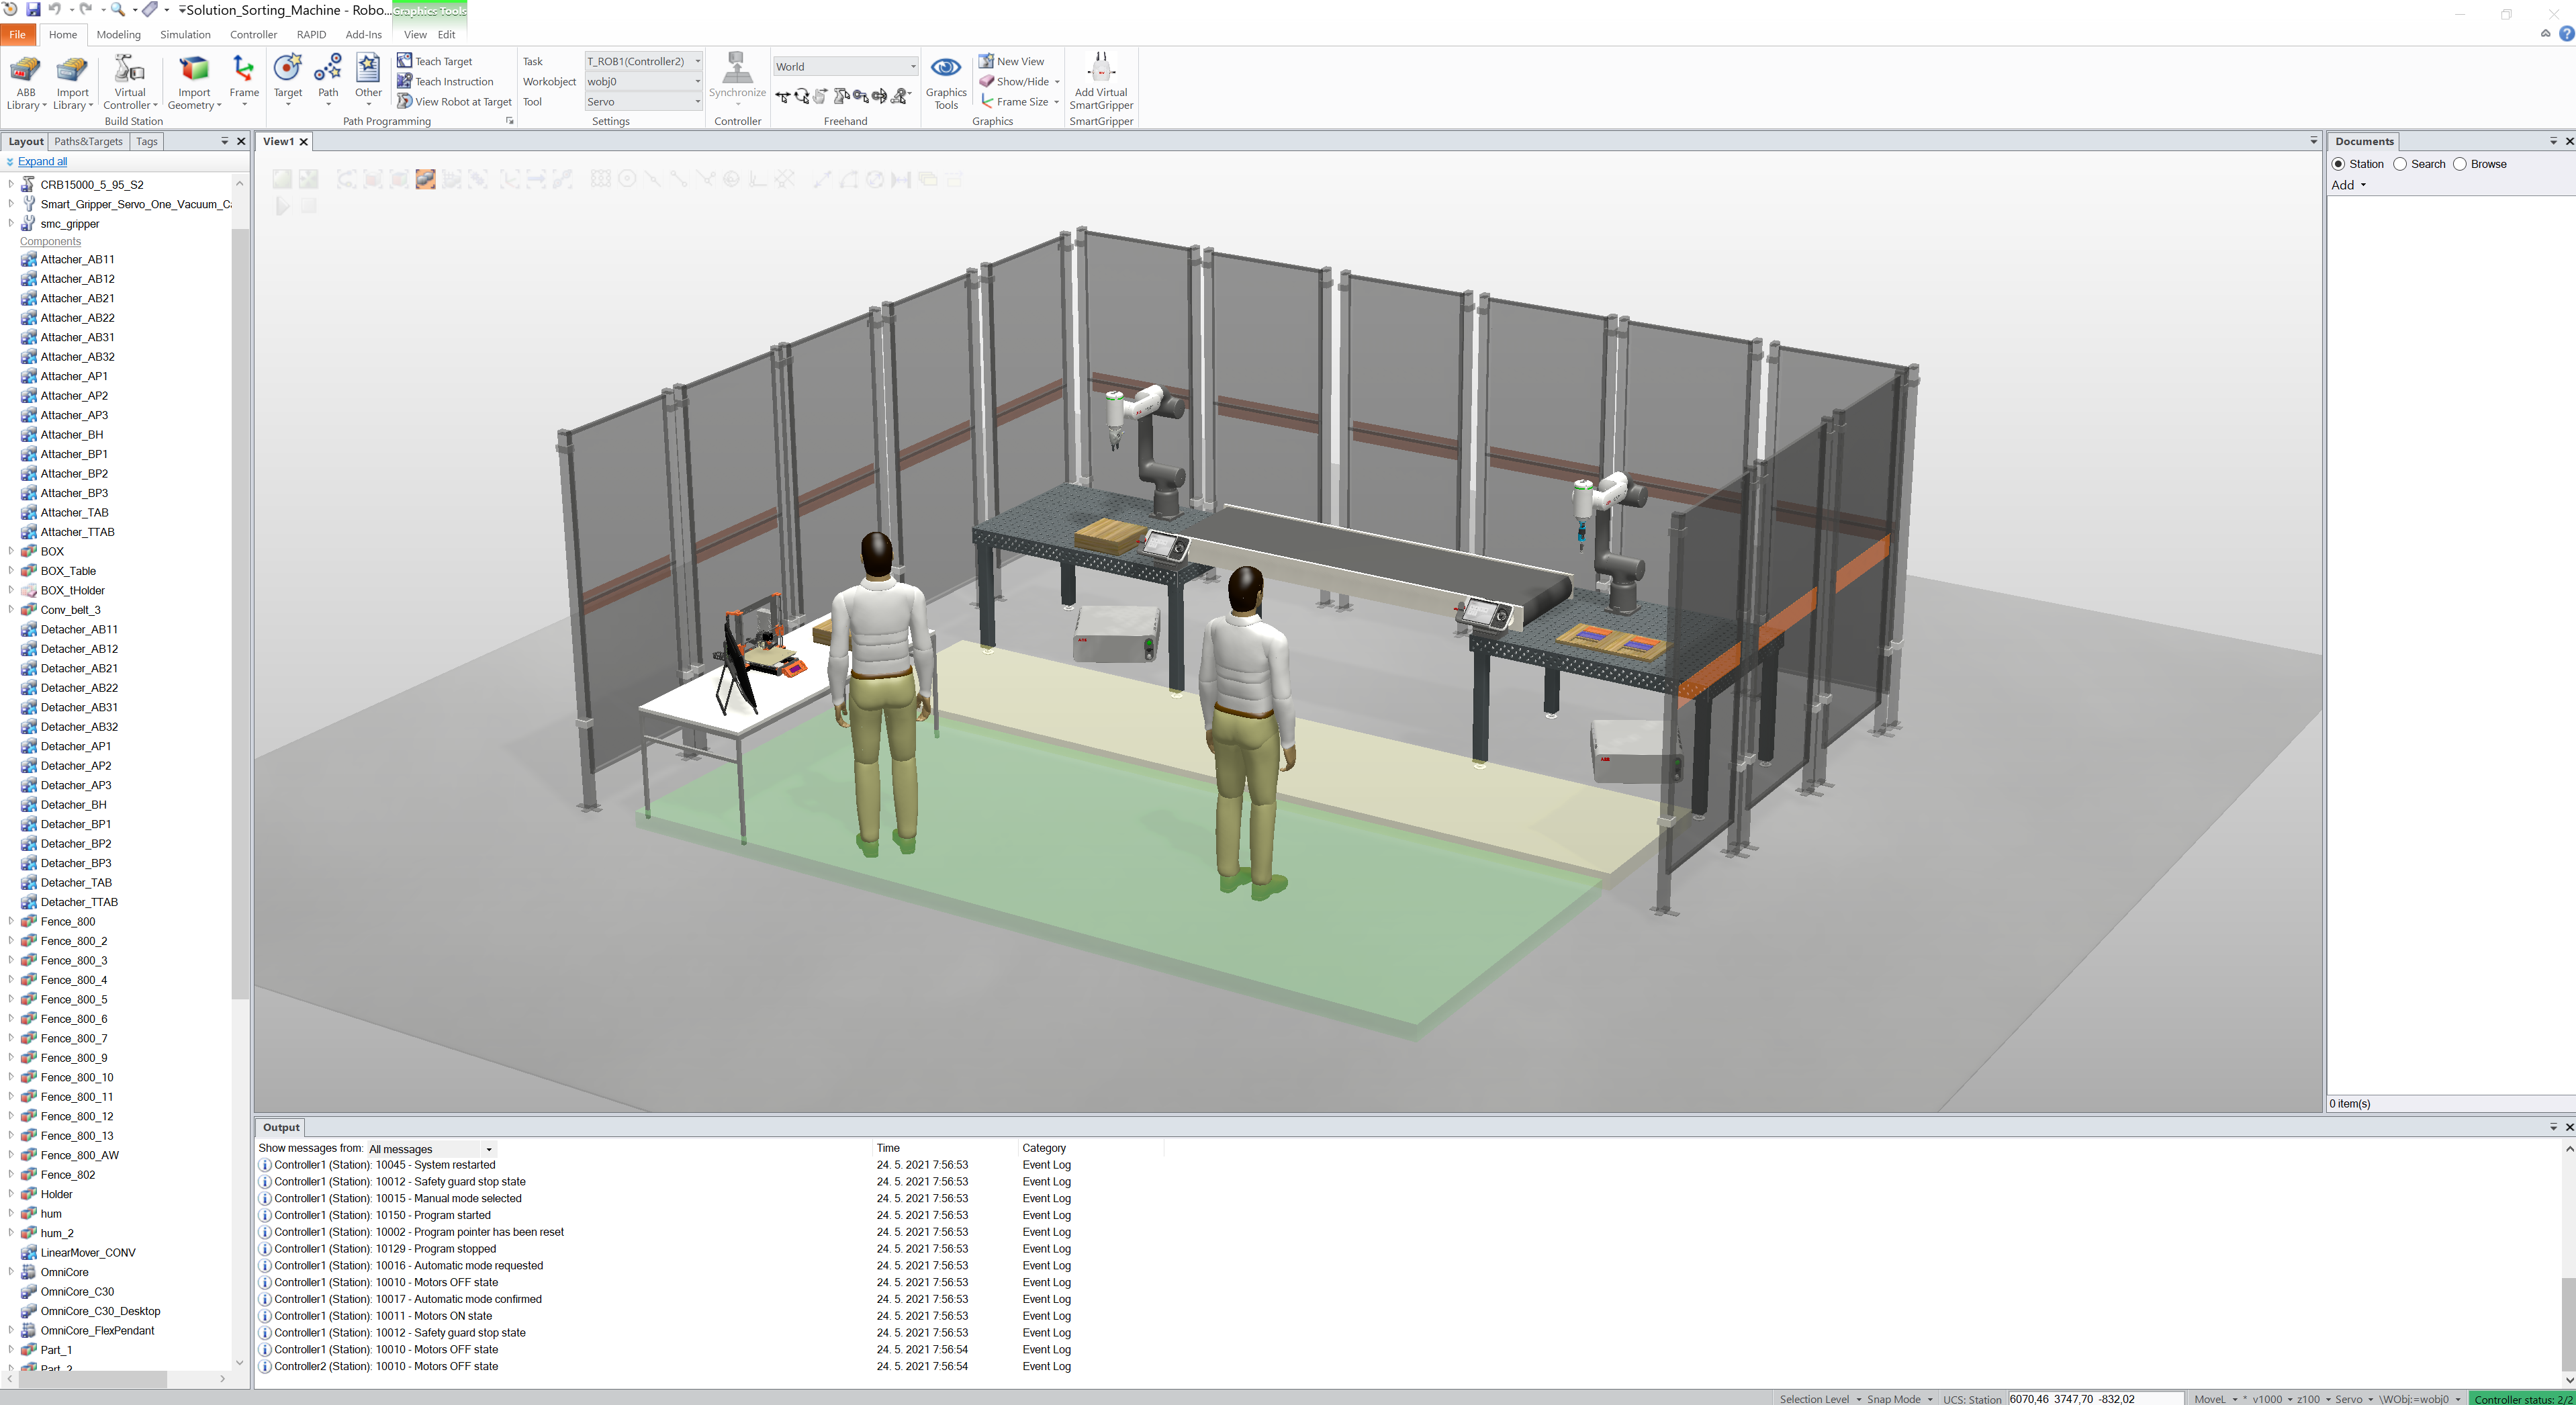 Solution_Sorting_Machine - Robo...
Graphics Tools
File Home Modeling Simulation Controller RAPID Add-Ins View Edit
ABB Library
Import Library
Virtual Controller
Import Geometry
Frame
Build Station
Target
Path
Other
Teach Target
Teach Instruction
View Robot at Target
Path Programming
Task T_ROB1(Controller2)
Workobject wobj0
Tool Servo
Settings
Synchronize
Controller
World
Freehand
Graphics Tools
New View
Show/Hide
Frame Size
Graphics
Add Virtual SmartGripper
SmartGripper
Layout Paths&Targets Tags
Expand all
CRB15000_5_95_S2
Smart_Gripper_Servo_One_Vacuum_C
smc_gripper
Components
Attacher_AB11
Attacher_AB12
Attacher_AB21
Attacher_AB22
Attacher_AB31
Attacher_AB32
Attacher_AP1
Attacher_AP2
Attacher_AP3
Attacher_BH
Attacher_BP1
Attacher_BP2
Attacher_BP3
Attacher_TAB
Attacher_TTAB
BOX
BOX_Table
BOX_tHolder
Conv_belt_3
Detacher_AB11
Detacher_AB12
Detacher_AB21
Detacher_AB22
Detacher_AB31
Detacher_AB32
Detacher_AP1
Detacher_AP2
Detacher_AP3
Detacher_BH
Detacher_BP1
Detacher_BP2
Detacher_BP3
Detacher_TAB
Detacher_TTAB
Fence_800
Fence_800_2
Fence_800_3
Fence_800_4
Fence_800_5
Fence_800_6
Fence_800_7
Fence_800_9
Fence_800_10
Fence_800_11
Fence_800_12
Fence_800_13
Fence_800_AW
Fence_802
Holder
hum
hum_2
LinearMover_CONV
OmniCore
OmniCore_C30
OmniCore_C30_Desktop
OmniCore_FlexPendant
Part_1
Part_2
View1
ABB
ABB
Documents
Station Search Browse
Add
0 item(s)
Output
Show messages from: All messages Time Category
Controller1 (Station): 10045 - System restarted 24. 5. 2021 7:56:53 Event Log
Controller1 (Station): 10012 - Safety guard stop state 24. 5. 2021 7:56:53 Event Log
Controller1 (Station): 10015 - Manual mode selected 24. 5. 2021 7:56:53 Event Log
Controller1 (Station): 10150 - Program started 24. 5. 2021 7:56:53 Event Log
Controller1 (Station): 10002 - Program pointer has been reset 24. 5. 2021 7:56:53 Event Log
Controller1 (Station): 10129 - Program stopped 24. 5. 2021 7:56:53 Event Log
Controller1 (Station): 10016 - Automatic mode requested 24. 5. 2021 7:56:53 Event Log
Controller1 (Station): 10010 - Motors OFF state 24. 5. 2021 7:56:53 Event Log
Controller1 (Station): 10017 - Automatic mode confirmed 24. 5. 2021 7:56:53 Event Log
Controller1 (Station): 10011 - Motors ON state 24. 5. 2021 7:56:53 Event Log
Controller1 (Station): 10012 - Safety guard stop state 24. 5. 2021 7:56:53 Event Log
Controller1 (Station): 10010 - Motors OFF state 24. 5. 2021 7:56:54 Event Log
Controller2 (Station): 10010 - Motors OFF state 24. 5. 2021 7:56:54 Event Log
Selection Level Snap Mode UCS: Station 6070,46 3747,70 -832,02 MoveL * v1000 z100 Servo \WObj:=wobj0 Controller status: 2/2